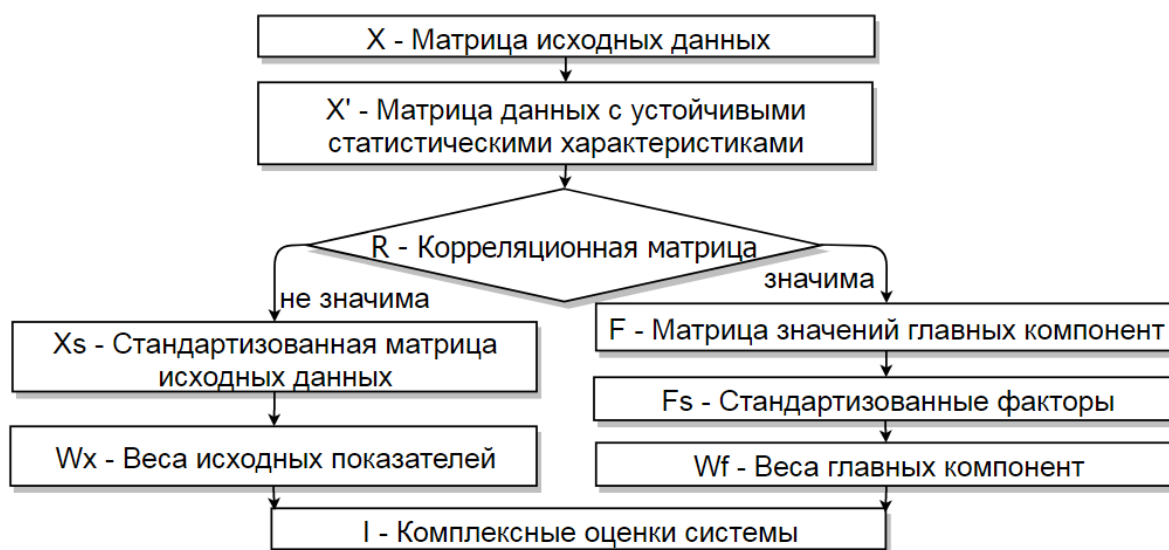 X - Матрица исходных данных
X' - Матрица данных с устойчивыми
статистическими характеристиками
R - Корреляционная матрица
не значима
значима
Xs - Стандартизованная матрица
исходных данных
Wx - Веса исходных показателей
F - Матрица значений главных компонент
Fs - Стандартизованные факторы
Wf - Веса главных компонент
I - Комплексные оценки системы